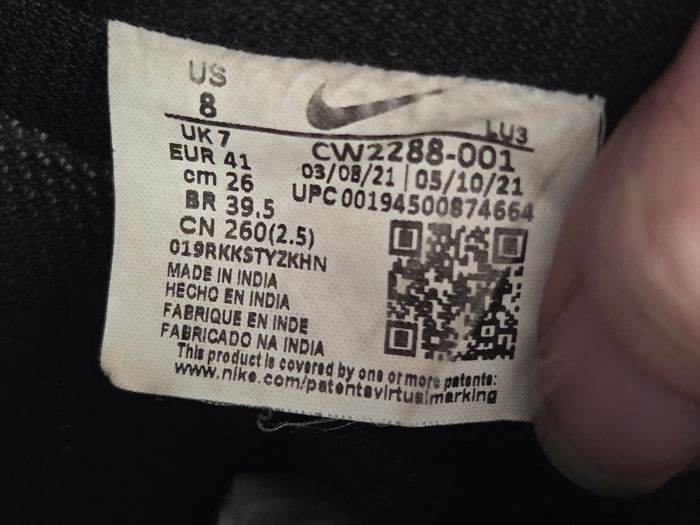 US
8
LU3
UK 7
EUR 41
cm 26
BR 39.5
CN 260(2.5)
CW2288-001
03/08/21 | 05/10/21
UPC 00194500874664
019RKKSTYZKHN
MADE IN INDIA
HECHO EN INDIA
FABRIQUE EN INDE
FABRICADO NA INDIA
This product is covered by one or more patents:
www.nike.com/patentsvirtualmarking